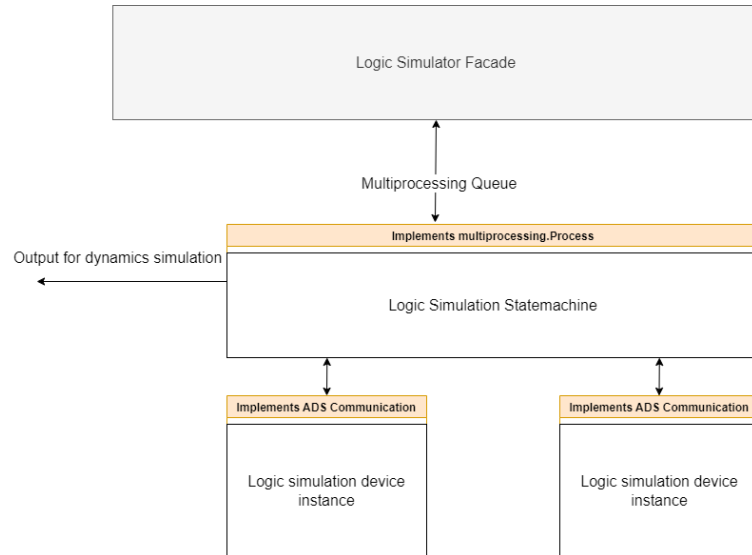 Logic Simulator Facade
Multiprocessing Queue
Implements multiprocessing.Process
Output for dynamics simulation
Logic Simulation Statemachine
Implements ADS Communication
Implements ADS Communication
Logic simulation device
instance
Logic simulation device
instance